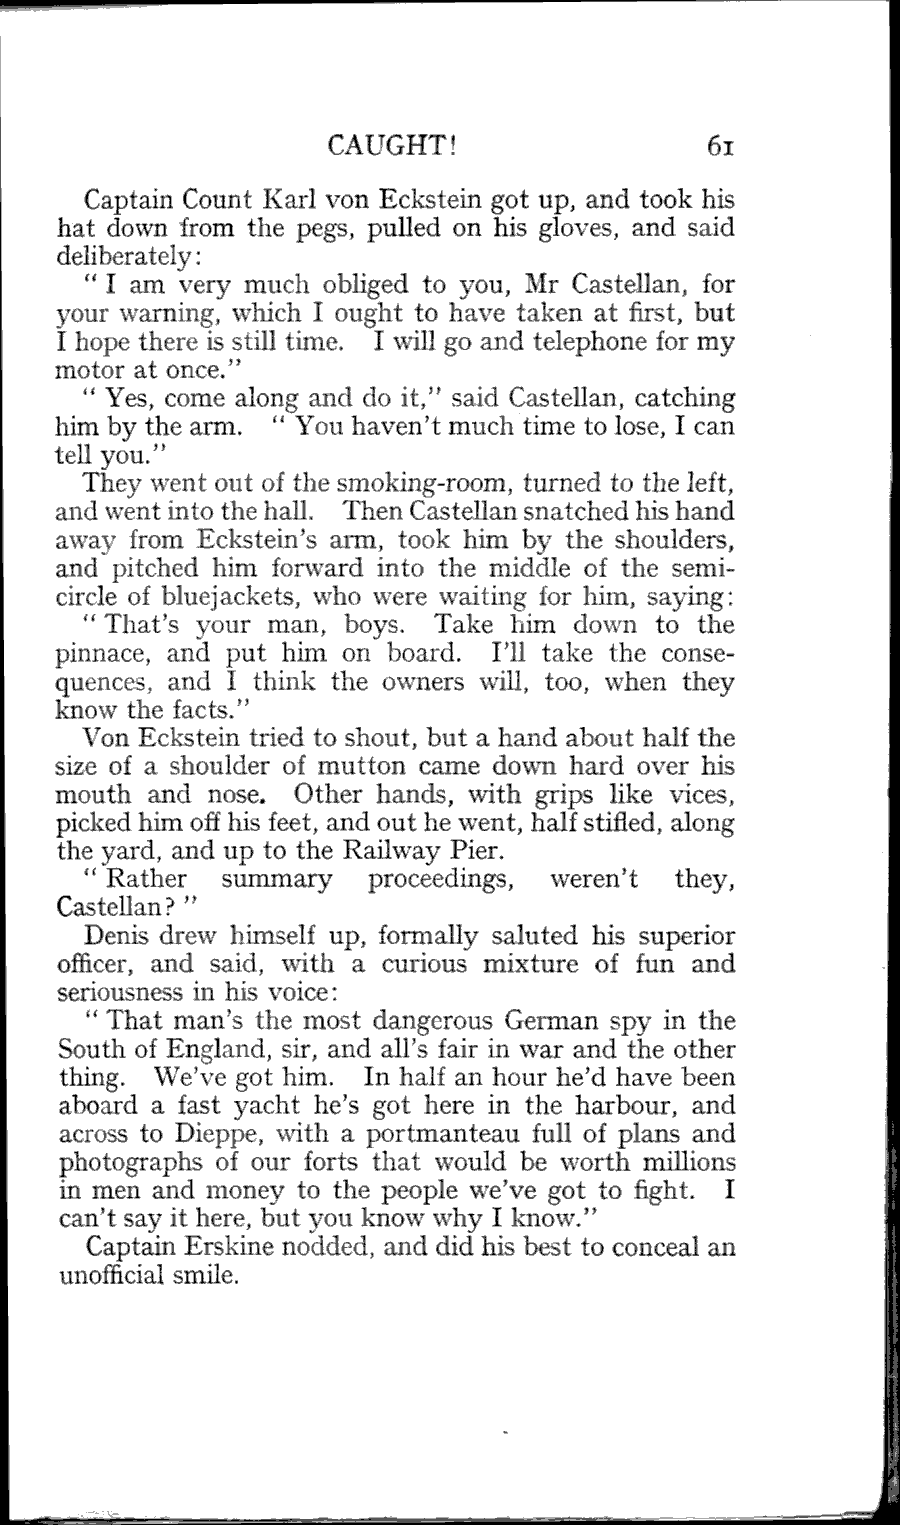 CAUGHT! 61
Captain Count Karl von Eckstein got up, and took his
hat down from the pegs, pulled on his gloves, and said
deliberately:
“ I am very much obliged to you, Mr Castellan, for
your warning, which I ought to have taken at first, but
I hope there is still time. I will go and telephone for my
motor at once.”
“ Yes, come along and do it,” said Castellan, catching
him by the arm. “ You haven’t much time to lose, I can
tell you.”
They went out of the smoking-room, turned to the left,
and went into the hall. Then Castellan snatched his hand
away from Eckstein’s arm, took him by the shoulders,
and pitched him forward into the middle of the semi-
circle of bluejackets, who were waiting for him, saying:
“ That’s your man, boys. Take him down to the
pinnace, and put him on board. I’ll take the conse-
quences, and I think the owners will, too, when they
know the facts.”
Von Eckstein tried to shout, but a hand about half the
size of a shoulder of mutton came down hard over his
mouth and nose. Other hands, with grips like vices,
picked him off his feet, and out he went, half stifled, along
the yard, and up to the Railway Pier.
“ Rather summary proceedings, weren’t they,
Castellan? ”
Denis drew himself up, formally saluted his superior
officer, and said, with a curious mixture of fun and
seriousness in his voice:
“ That man’s the most dangerous German spy in the
South of England, sir, and all’s fair in war and the other
thing. We’ve got him. In half an hour he’d have been
aboard a fast yacht he’s got here in the harbour, and
across to Dieppe, with a portmanteau full of plans and
photographs of our forts that would be worth millions
in men and money to the people we’ve got to fight. I
can’t say it here, but you know why I know.”
Captain Erskine nodded, and did his best to conceal an
unofficial smile.